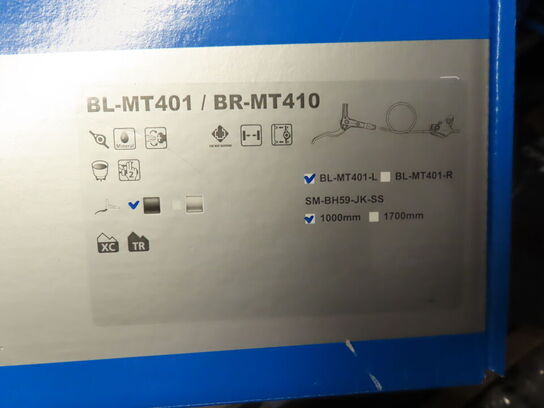 BL-MT401 / BR-MT410
Mineral
BL-MT401-L BL-MT401-R
SM-BH59-JK-SS
1000mm 1700mm
XC TR